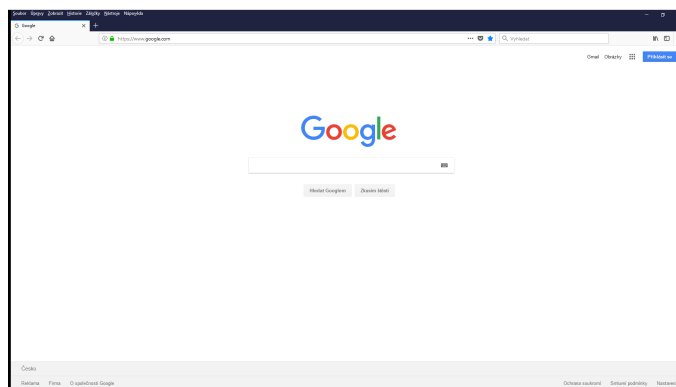 Soubor Úpravy Zobrazit Historie Záložky Nástroje Nápověda
Google
https://www.google.com
Vyhledat
Gmail Obrázky Přihlásit se
Google
Hledat Googlem Zkusím štěstí
Česko
Reklama Firma O společnosti Google Ochrana soukromí Smluvní podmínky Nastavení